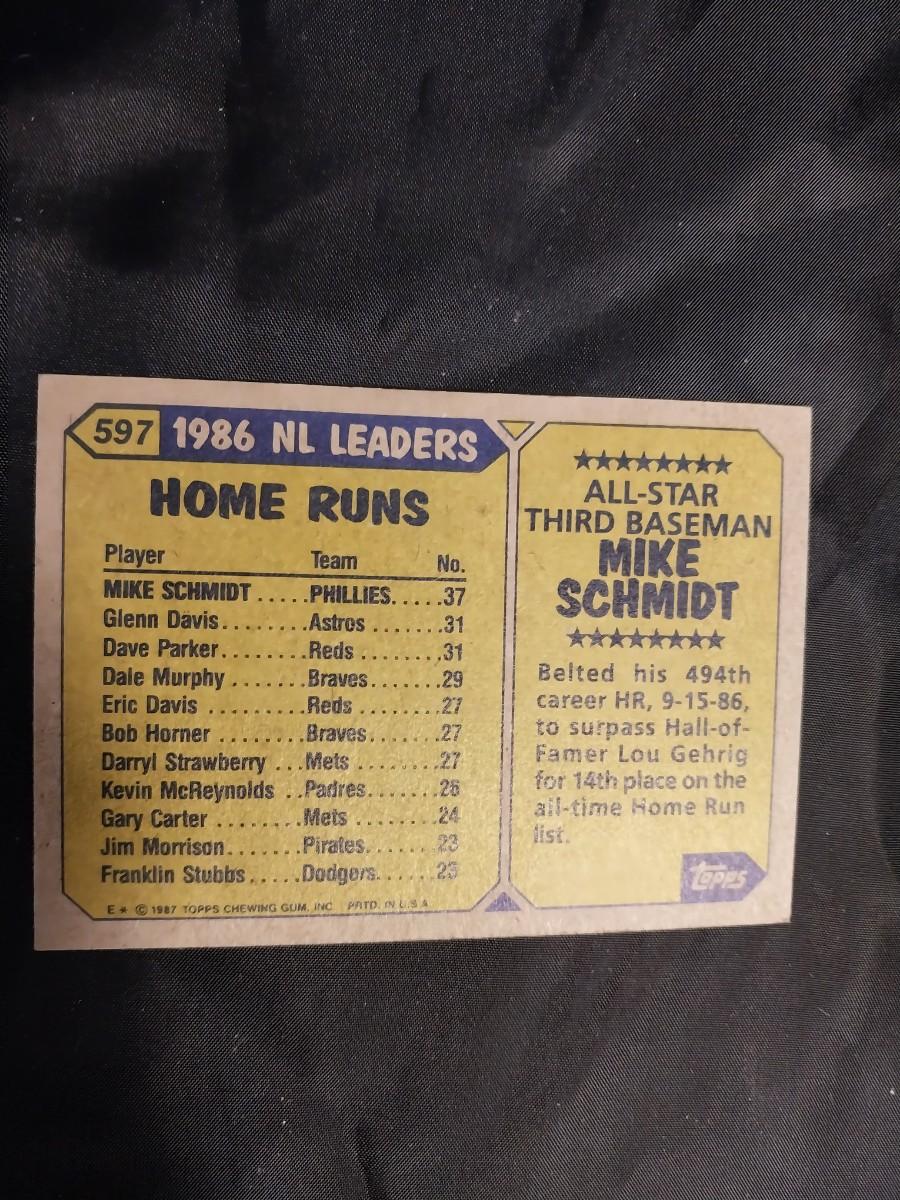 597 1986 NL LEADERS
HOME RUNS
Player Team No.
MIKE SCHMIDT.....PHILLIES.....37
Glenn Davis........Astros.......31
Dave Parker........Reds........31
Dale Murphy.......Braves.......29
Eric Davis.........Reds........27
Bob Horner........Braves.......27
Darryl Strawberry...Mets.......27
Kevin McReynolds..Padres.......26
Gary Carter........Mets........24
Jim Morrison.......Pirates.......23
Franklin Stubbs.....Dodgers......23
E* © 1987 TOPPS CHEWING GUM, INC. PRTD. IN U.S.A.
★★★★★★★★
ALL-STAR
THIRD BASEMAN
MIKE
SCHMIDT
★★★★★★★★
Belted his 494th
career HR, 9-15-86,
to surpass Hall-of-
Famer Lou Gehrig
for 14th place on the
all-time Home Run
list.
topps